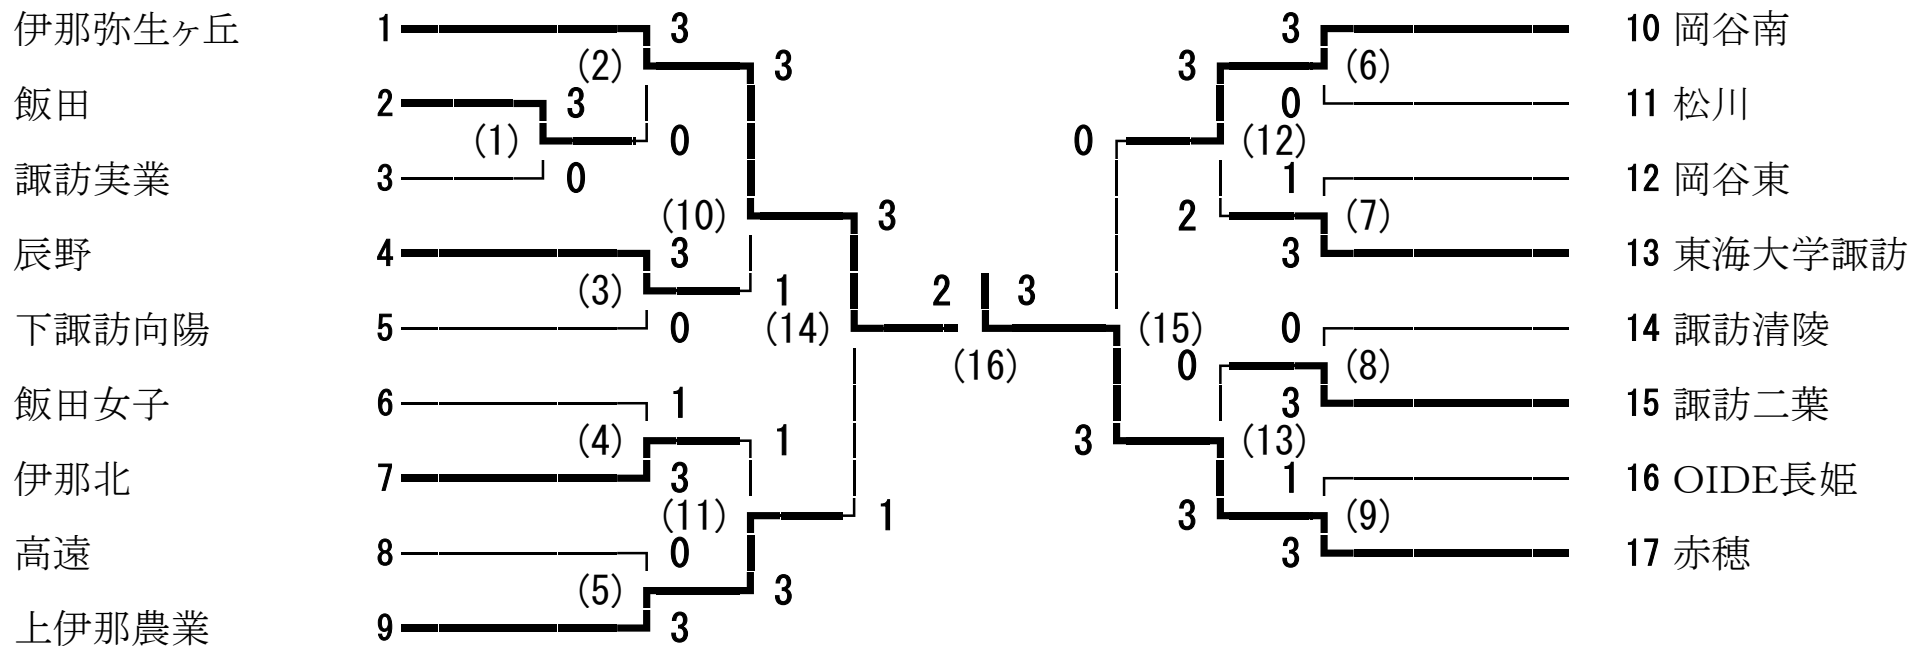 伊那弥生ヶ丘 1 3 3 10 岡谷南
(2) 3 3 (6)
飯田 2 3 0 11 松川
(1) 0 0 (12)
諏訪実業 3 0 1 12 岡谷東
(10) 3 2 (7)
辰野 4 3 3 13 東海大学諏訪
(3) 1 2 3
下諏訪向陽 5 0 (14) (15) 0 14 諏訪清陵
(16) 0 (8)
飯田女子 6 1 3 15 諏訪二葉
(4) 1 3 (13)
伊那北 7 3 1 16 OIDE長姫
(11) 1 3 (9)
高遠 8 0 3 17 赤穂
(5) 3
上伊那農業 9 3